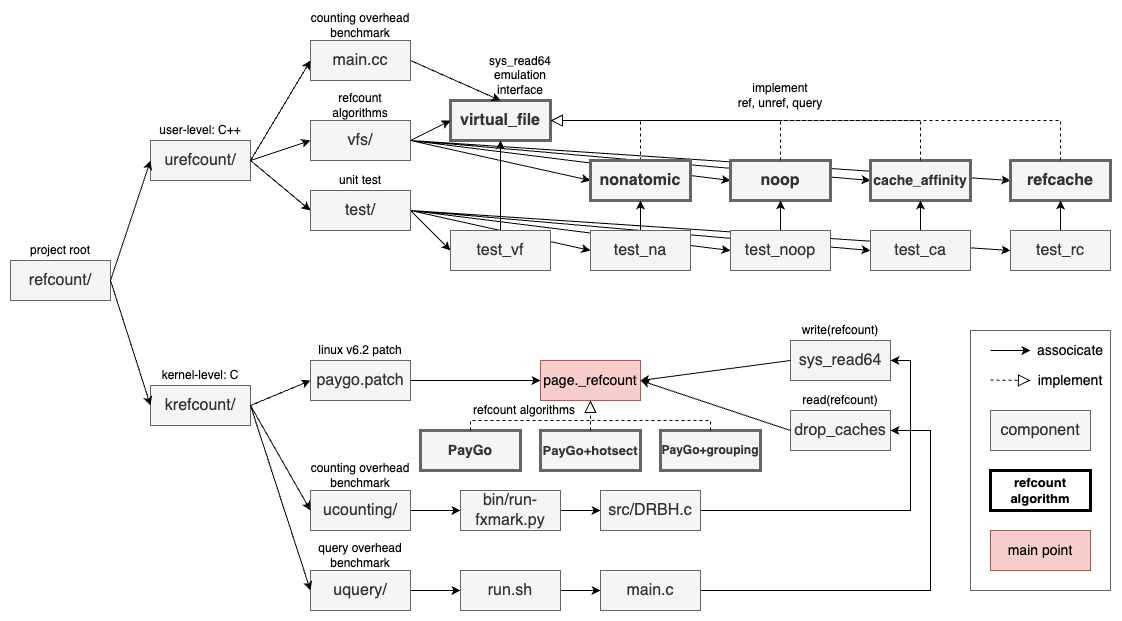 counting overhead
benchmark
main.cc
sys_read64
emulation
interface
refcount
algorithms
implement
ref, unref, query
virtual_file
user-level: C++
urefcount/
vfs/
unit test
nonatomic
noop
cache_affinity
refcache
test/
project root
test_vf
test_na
test_noop
test_ca
test_rc
refcount/
linux v6.2 patch
write(refcount)
kernel-level: C
paygo.patch
page._refcount
sys_read64
associcate
implement
krefcount/
refcount algorithms
read(refcount)
drop_caches
component
PayGo
PayGo+hotsect
PayGo+grouping
counting overhead
benchmark
refcount
algorithm
ucounting/
bin/run-
fxmark.py
src/DRBH.c
query overhead
benchmark
main point
uquery/
run.sh
main.c